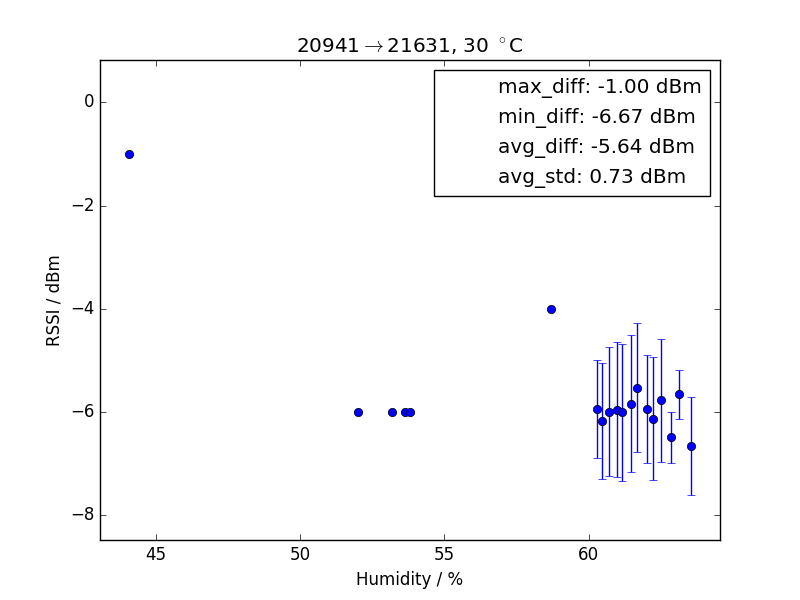 20941→21631, 30 °C
max_diff: -1.00 dBm
min_diff: -6.67 dBm
avg_diff: -5.64 dBm
avg_std: 0.73 dBm
RSSI / dBm
0
−2
−4
−6
−8
45 50 55 60
Humidity / %